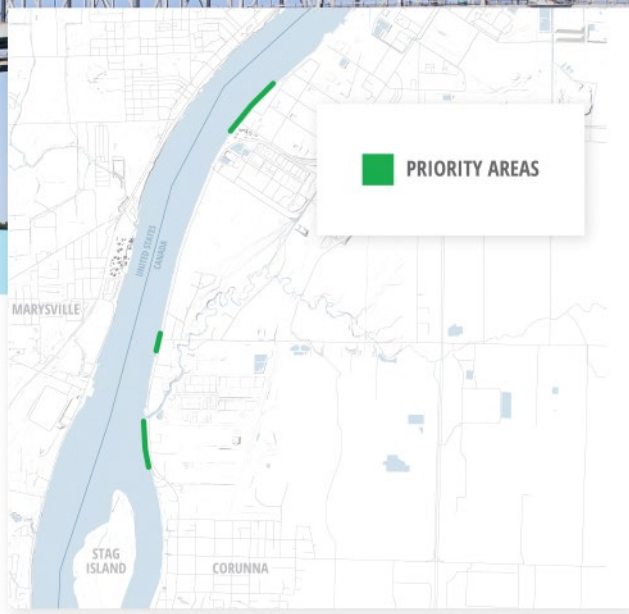 PRIORITY AREAS
UNITED STATES
CANADA
MARYSVILLE
STAG
ISLAND
CORUNNA